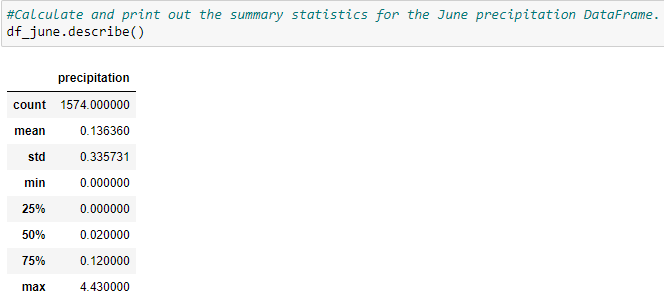 #Calculate and print out the summary statistics for the June precipitation DataFrame.
df_june.describe()
precipitation
count 1574.000000
mean 0.136360
std 0.335731
min 0.000000
25% 0.000000
50% 0.020000
75% 0.120000
max 4.430000